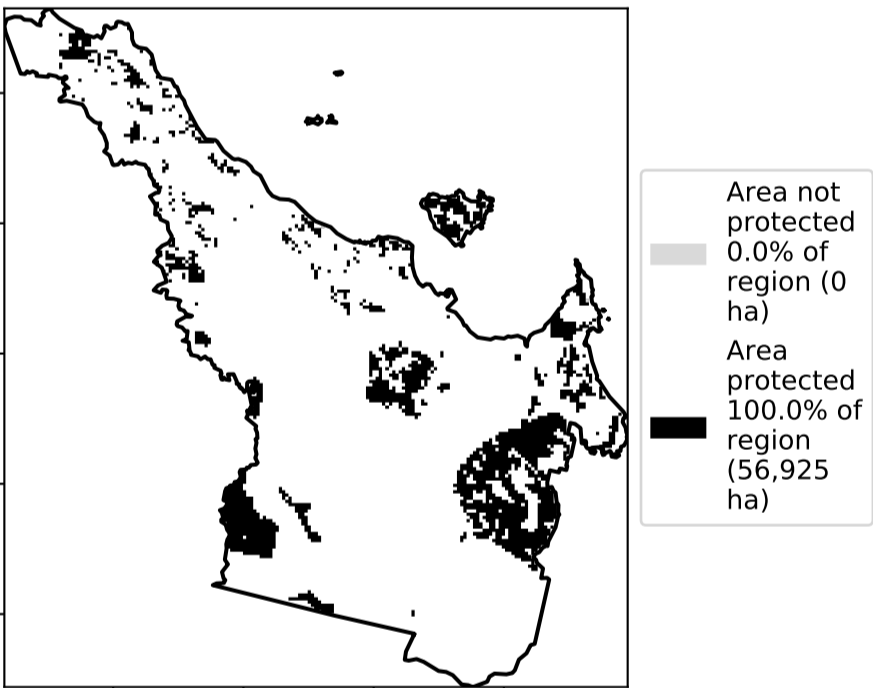 Area not
protected
0.0% of
region (0
ha)
Area
protected
100.0% of
region
(56,925
ha)